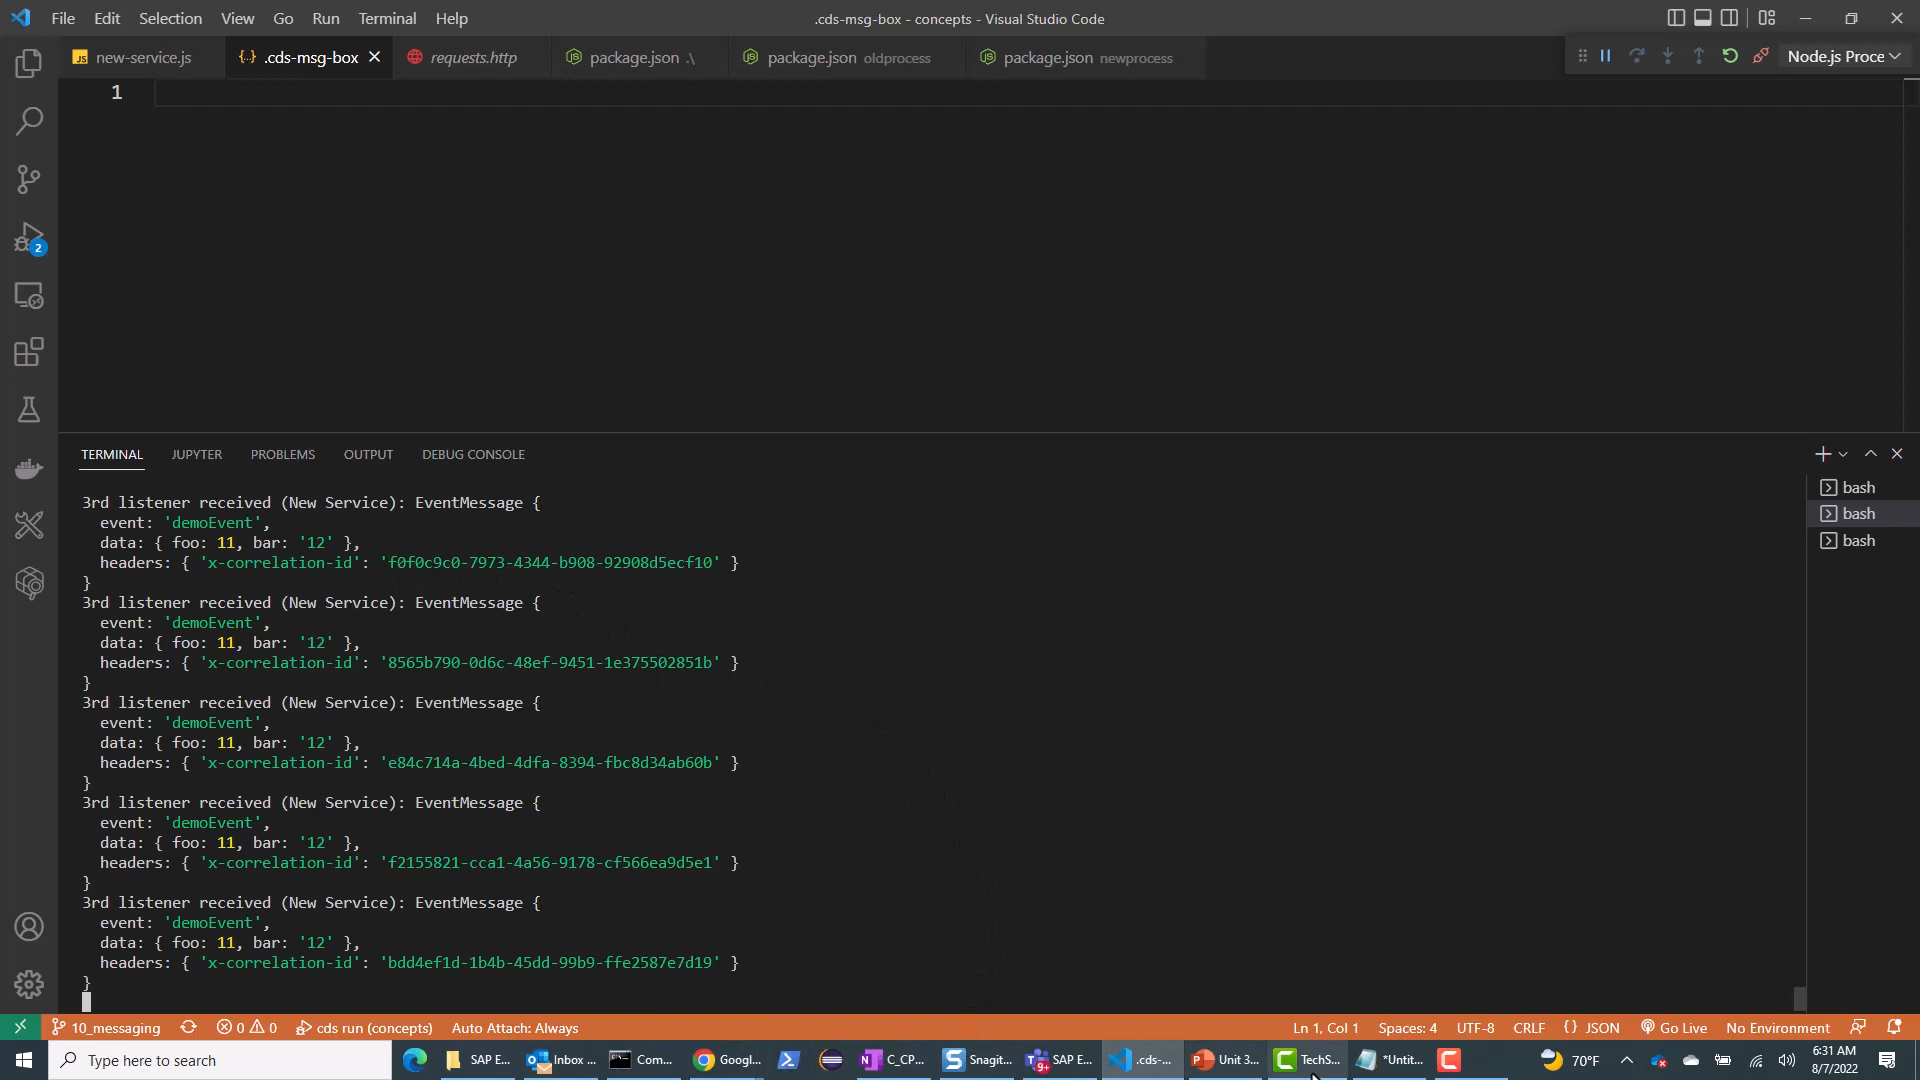 File Edit Selection View Go Run Terminal Help
.cds-msg-box - concepts - Visual Studio Code
new-service.js
{·} .cds-msg-box
requests.http
package.json .\
package.json oldprocess
package.json newprocess
Node.js Proce
1
2
TERMINAL JUPYTER PROBLEMS OUTPUT DEBUG CONSOLE
bash
bash
bash
3rd listener received (New Service): EventMessage {
event: 'demoEvent',
data: { foo: 11, bar: '12' },
headers: { 'x-correlation-id': 'f0f0c9c0-7973-4344-b908-92908d5ecf10' }
}
3rd listener received (New Service): EventMessage {
event: 'demoEvent',
data: { foo: 11, bar: '12' },
headers: { 'x-correlation-id': '8565b790-0d6c-48ef-9451-1e375502851b' }
}
3rd listener received (New Service): EventMessage {
event: 'demoEvent',
data: { foo: 11, bar: '12' },
headers: { 'x-correlation-id': 'e84c714a-4bed-4dfa-8394-fbc8d34ab60b' }
}
3rd listener received (New Service): EventMessage {
event: 'demoEvent',
data: { foo: 11, bar: '12' },
headers: { 'x-correlation-id': 'f2155821-cca1-4a56-9178-cf566ea9d5e1' }
}
3rd listener received (New Service): EventMessage {
event: 'demoEvent',
data: { foo: 11, bar: '12' },
headers: { 'x-correlation-id': 'bdd4ef1d-1b4b-45dd-99b9-ffe2587e7d19' }
}
10_messaging 0 0 cds run (concepts) Auto Attach: Always Ln 1, Col 1 Spaces: 4 UTF-8 CRLF {} JSON Go Live No Environment
Type here to search SAP E... Inbox ... Com... Googl... C_CP... Snagit... 9+ SAP E... .cds-... Unit 3... TechS... *Untit... 70°F 6:31 AM
8/7/2022